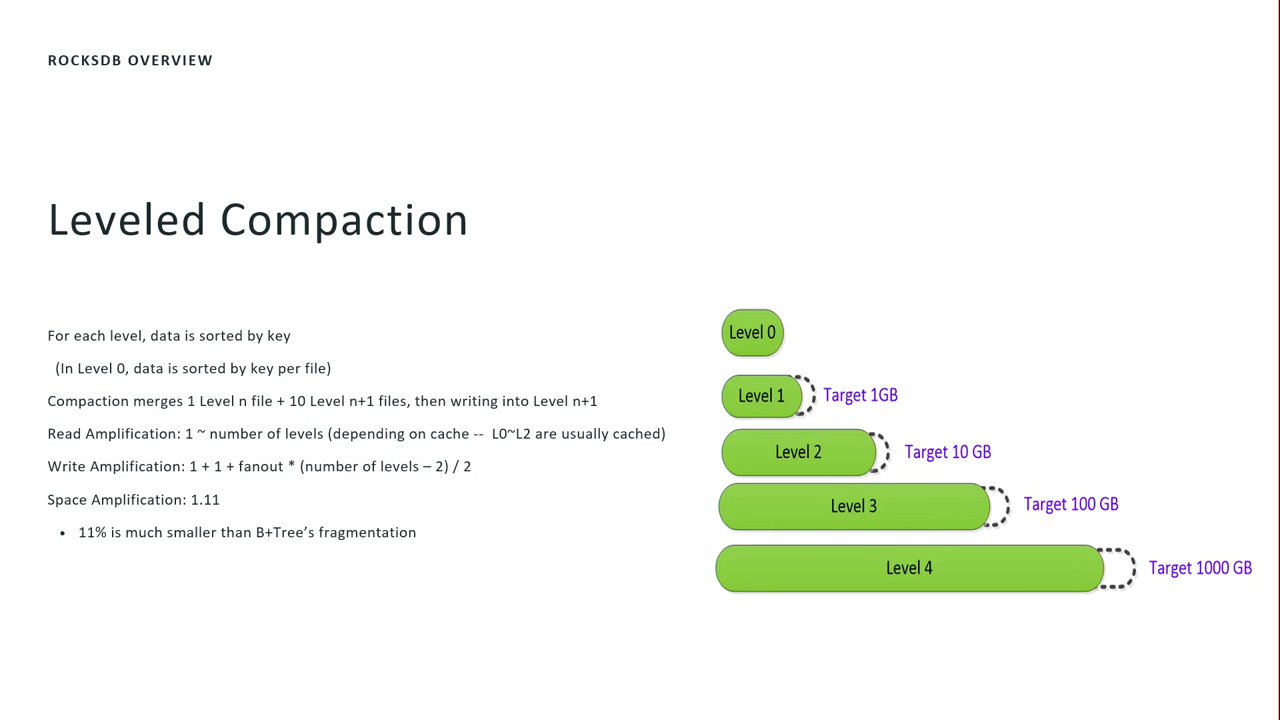 ROCKSDB OVERVIEW
Leveled Compaction
For each level, data is sorted by key
(In Level 0, data is sorted by key per file)
Compaction merges 1 Level n file + 10 Level n+1 files, then writing into Level n+1
Read Amplification: 1 ~ number of levels (depending on cache --  L0~L2 are usually cached)
Write Amplification: 1 + 1 + fanout * (number of levels – 2) / 2
Space Amplification: 1.11
• 11% is much smaller than B+Tree’s fragmentation
Level 0
Level 1 Target 1GB
Level 2 Target 10 GB
Level 3 Target 100 GB
Level 4 Target 1000 GB